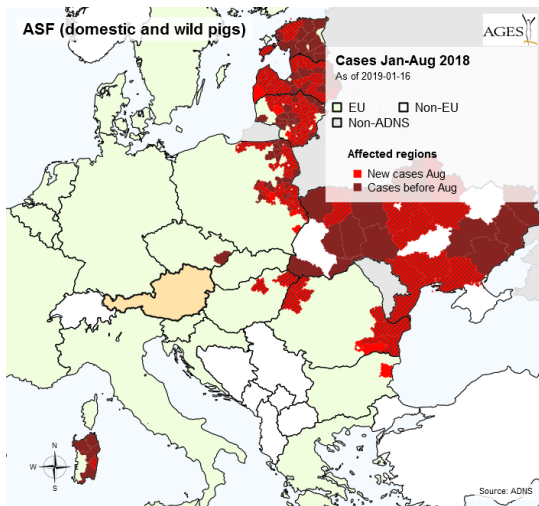 ASF (domestic and wild pigs)
AGES
Cases Jan-Aug 2018
As of 2019-01-16
EU
Non-EU
Non-ADNS
Affected regions
New cases Aug
Cases before Aug
N
W
E
S
Source: ADNS